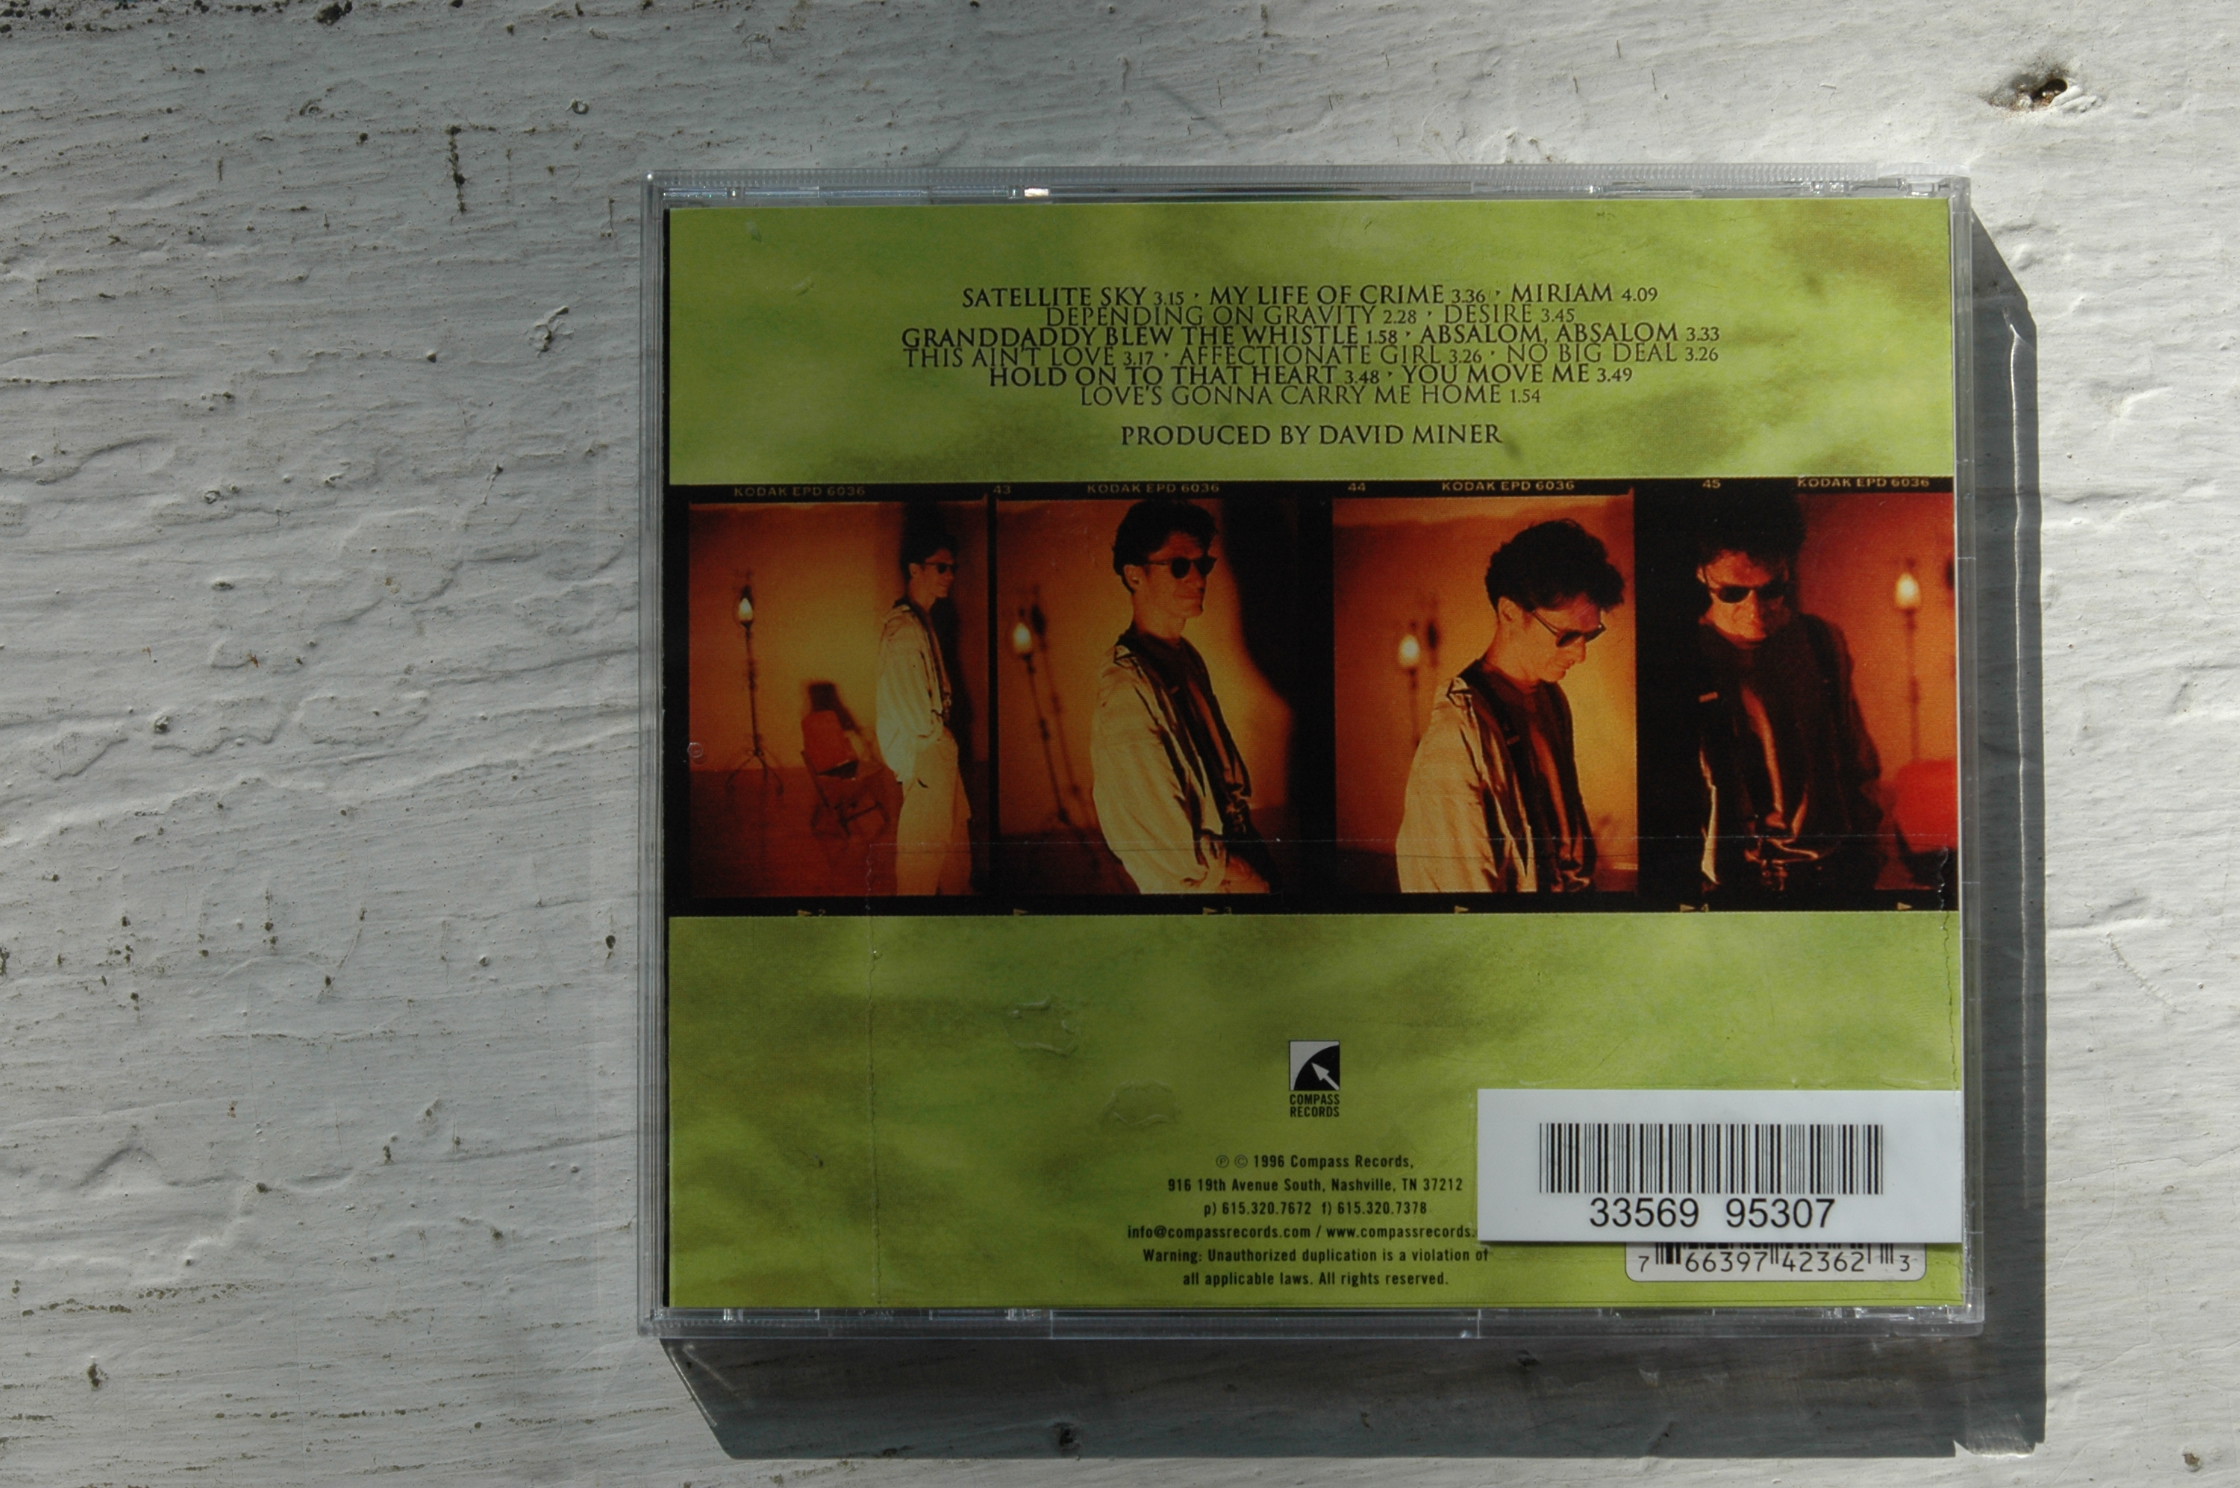 SATELLITE SKY 3.15 · MY LIFE OF CRIME 3.36 · MIRIAM 4.09
DEPENDING ON GRAVITY 2.28 · DESIRE 3.45
GRANDDADDY BLEW THE WHISTLE 1.58 · ABSALOM, ABSALOM 3.33
THIS AIN'T LOVE 3.17 · AFFECTIONATE GIRL 3.26 · NO BIG DEAL 3.26
HOLD ON TO THAT HEART 3.48 · YOU MOVE ME 3.49
LOVE'S GONNA CARRY ME HOME 1.54
PRODUCED BY DAVID MINER
KODAK EPD 6036 43 KODAK EPD 6036 44 KODAK EPD 6036 45 KODAK EPD 6036
2 3 4
COMPASS
RECORDS
℗ © 1996 Compass Records,
916 19th Avenue South, Nashville, TN 37212
p) 615.320.7672 f) 615.320.7378
info@compassrecords.com / www.compassrecords.
Warning: Unauthorized duplication is a violation of
all applicable laws. All rights reserved.
33569 95307
7 66397 42362 3